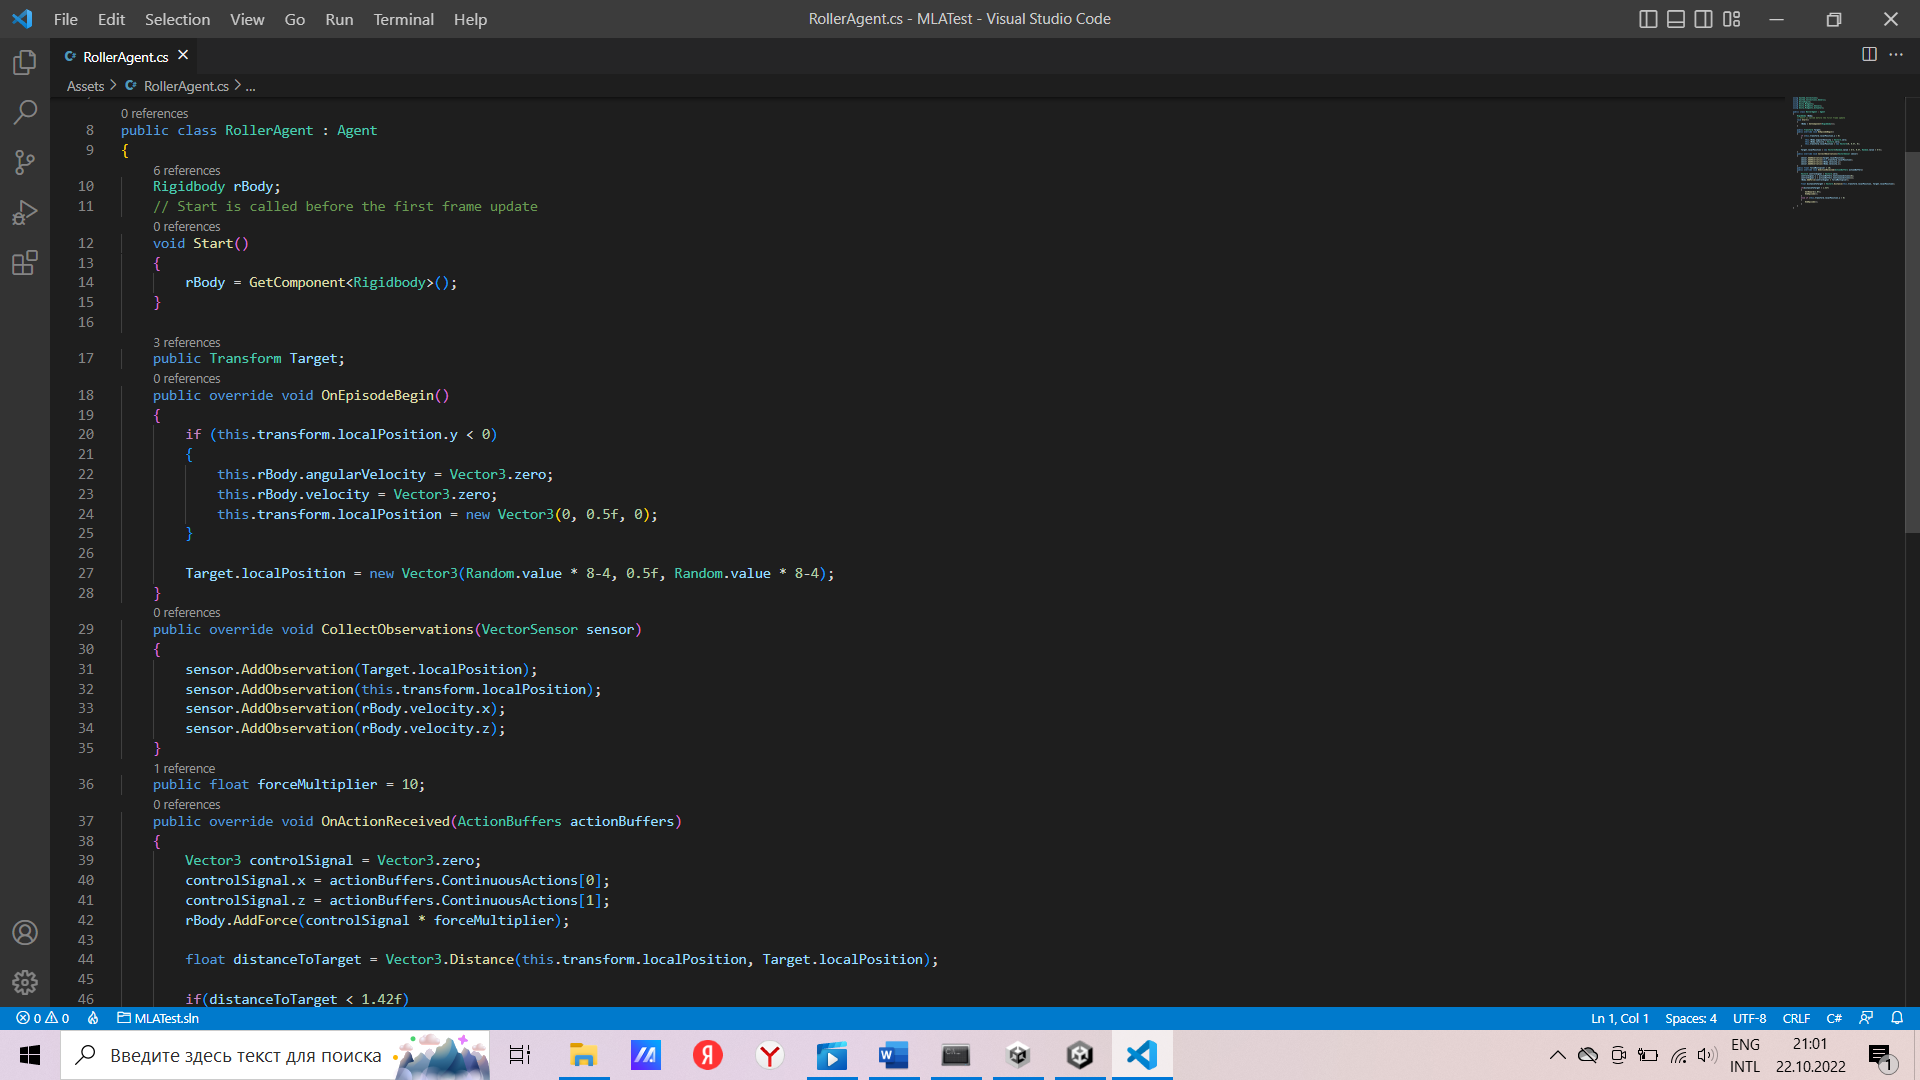 File Edit Selection View Go Run Terminal Help RollerAgent.cs - MLATest - Visual Studio Code
RollerAgent.cs
Assets > RollerAgent.cs > ...
0 references
8 public class RollerAgent : Agent
9 {
6 references
10 Rigidbody rBody;
11 // Start is called before the first frame update
0 references
12 void Start()
13 {
14 rBody = GetComponent<Rigidbody>();
15 }
16
3 references
17 public Transform Target;
0 references
18 public override void OnEpisodeBegin()
19 {
20 if (this.transform.localPosition.y < 0)
21 {
22 this.rBody.angularVelocity = Vector3.zero;
23 this.rBody.velocity = Vector3.zero;
24 this.transform.localPosition = new Vector3(0, 0.5f, 0);
25 }
26
27 Target.localPosition = new Vector3(Random.value * 8-4, 0.5f, Random.value * 8-4);
28 }
0 references
29 public override void CollectObservations(VectorSensor sensor)
30 {
31 sensor.AddObservation(Target.localPosition);
32 sensor.AddObservation(this.transform.localPosition);
33 sensor.AddObservation(rBody.velocity.x);
34 sensor.AddObservation(rBody.velocity.z);
35 }
1 reference
36 public float forceMultiplier = 10;
0 references
37 public override void OnActionReceived(ActionBuffers actionBuffers)
38 {
39 Vector3 controlSignal = Vector3.zero;
40 controlSignal.x = actionBuffers.ContinuousActions[0];
41 controlSignal.z = actionBuffers.ContinuousActions[1];
42 rBody.AddForce(controlSignal * forceMultiplier);
43
44 float distanceToTarget = Vector3.Distance(this.transform.localPosition, Target.localPosition);
45
46 if(distanceToTarget < 1.42f)
0 0 MLATest.sln Ln 1, Col 1 Spaces: 4 UTF-8 CRLF C#
Введите здесь текст для поиска
ENG 21:01
INTL 22.10.2022
1